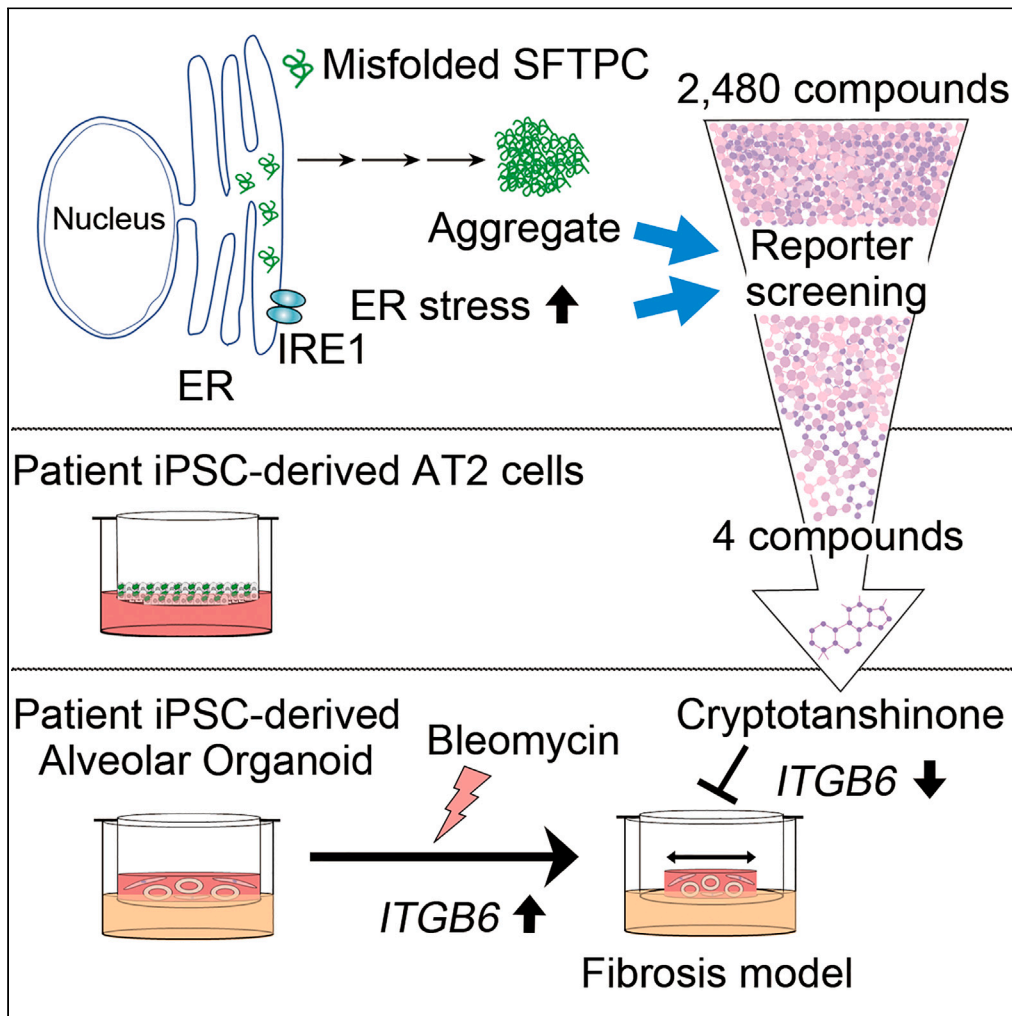 Misfolded SFTPC
2,480 compounds
Nucleus
Aggregate
Reporter
screening
ER stress
IRE1
ER
Patient iPSC-derived AT2 cells
4 compounds
Patient iPSC-derived
Alveolar Organoid
Bleomycin
Cryptotanshinone
ITGB6
ITGB6
Fibrosis model